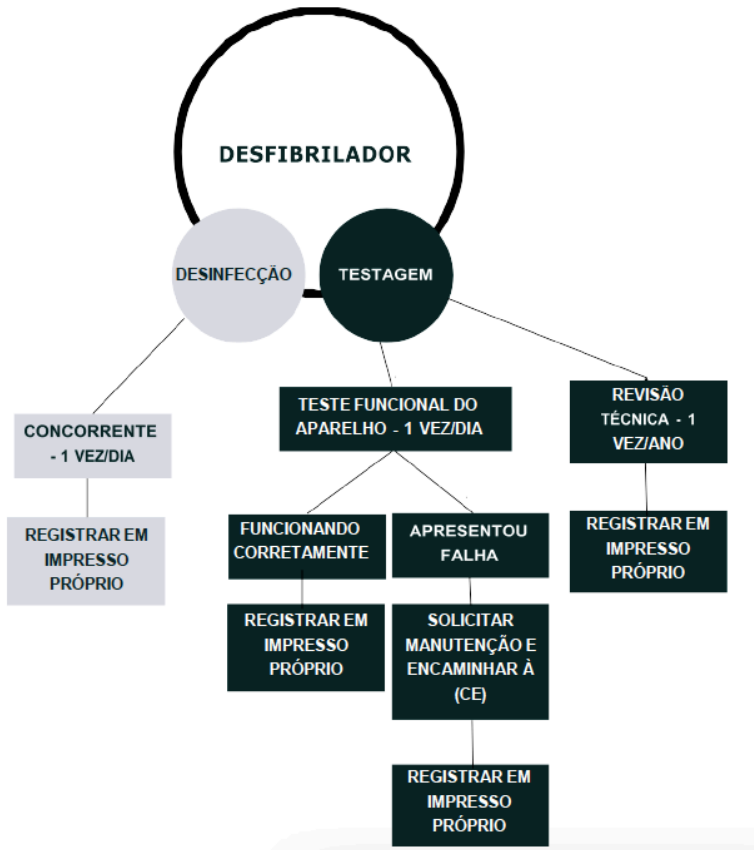 DESFIBRILADOR
DESINFECÇÃO
TESTAGEM
CONCORRENTE
- 1 VEZ/DIA
REGISTRAR EM
IMPRESSO
PRÓPRIO
TESTE FUNCIONAL DO
APARELHO - 1 VEZ/DIA
FUNCIONANDO
CORRETAMENTE
REGISTRAR EM
IMPRESSO
PRÓPRIO
APRESENTOU
FALHA
SOLICITAR
MANUTENÇÃO E
ENCAMINHAR À
(CE)
REGISTRAR EM
IMPRESSO
PRÓPRIO
REVISÃO
TÉCNICA - 1
VEZ/ANO
REGISTRAR EM
IMPRESSO
PRÓPRIO